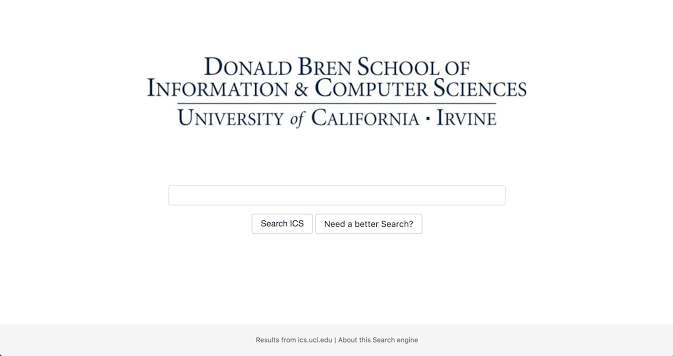 DONALD BREN SCHOOL OF
INFORMATION & COMPUTER SCIENCES
UNIVERSITY of CALIFORNIA • IRVINE
Search ICS
Need a better Search?
Results from ics.uci.edu | About this Search engine